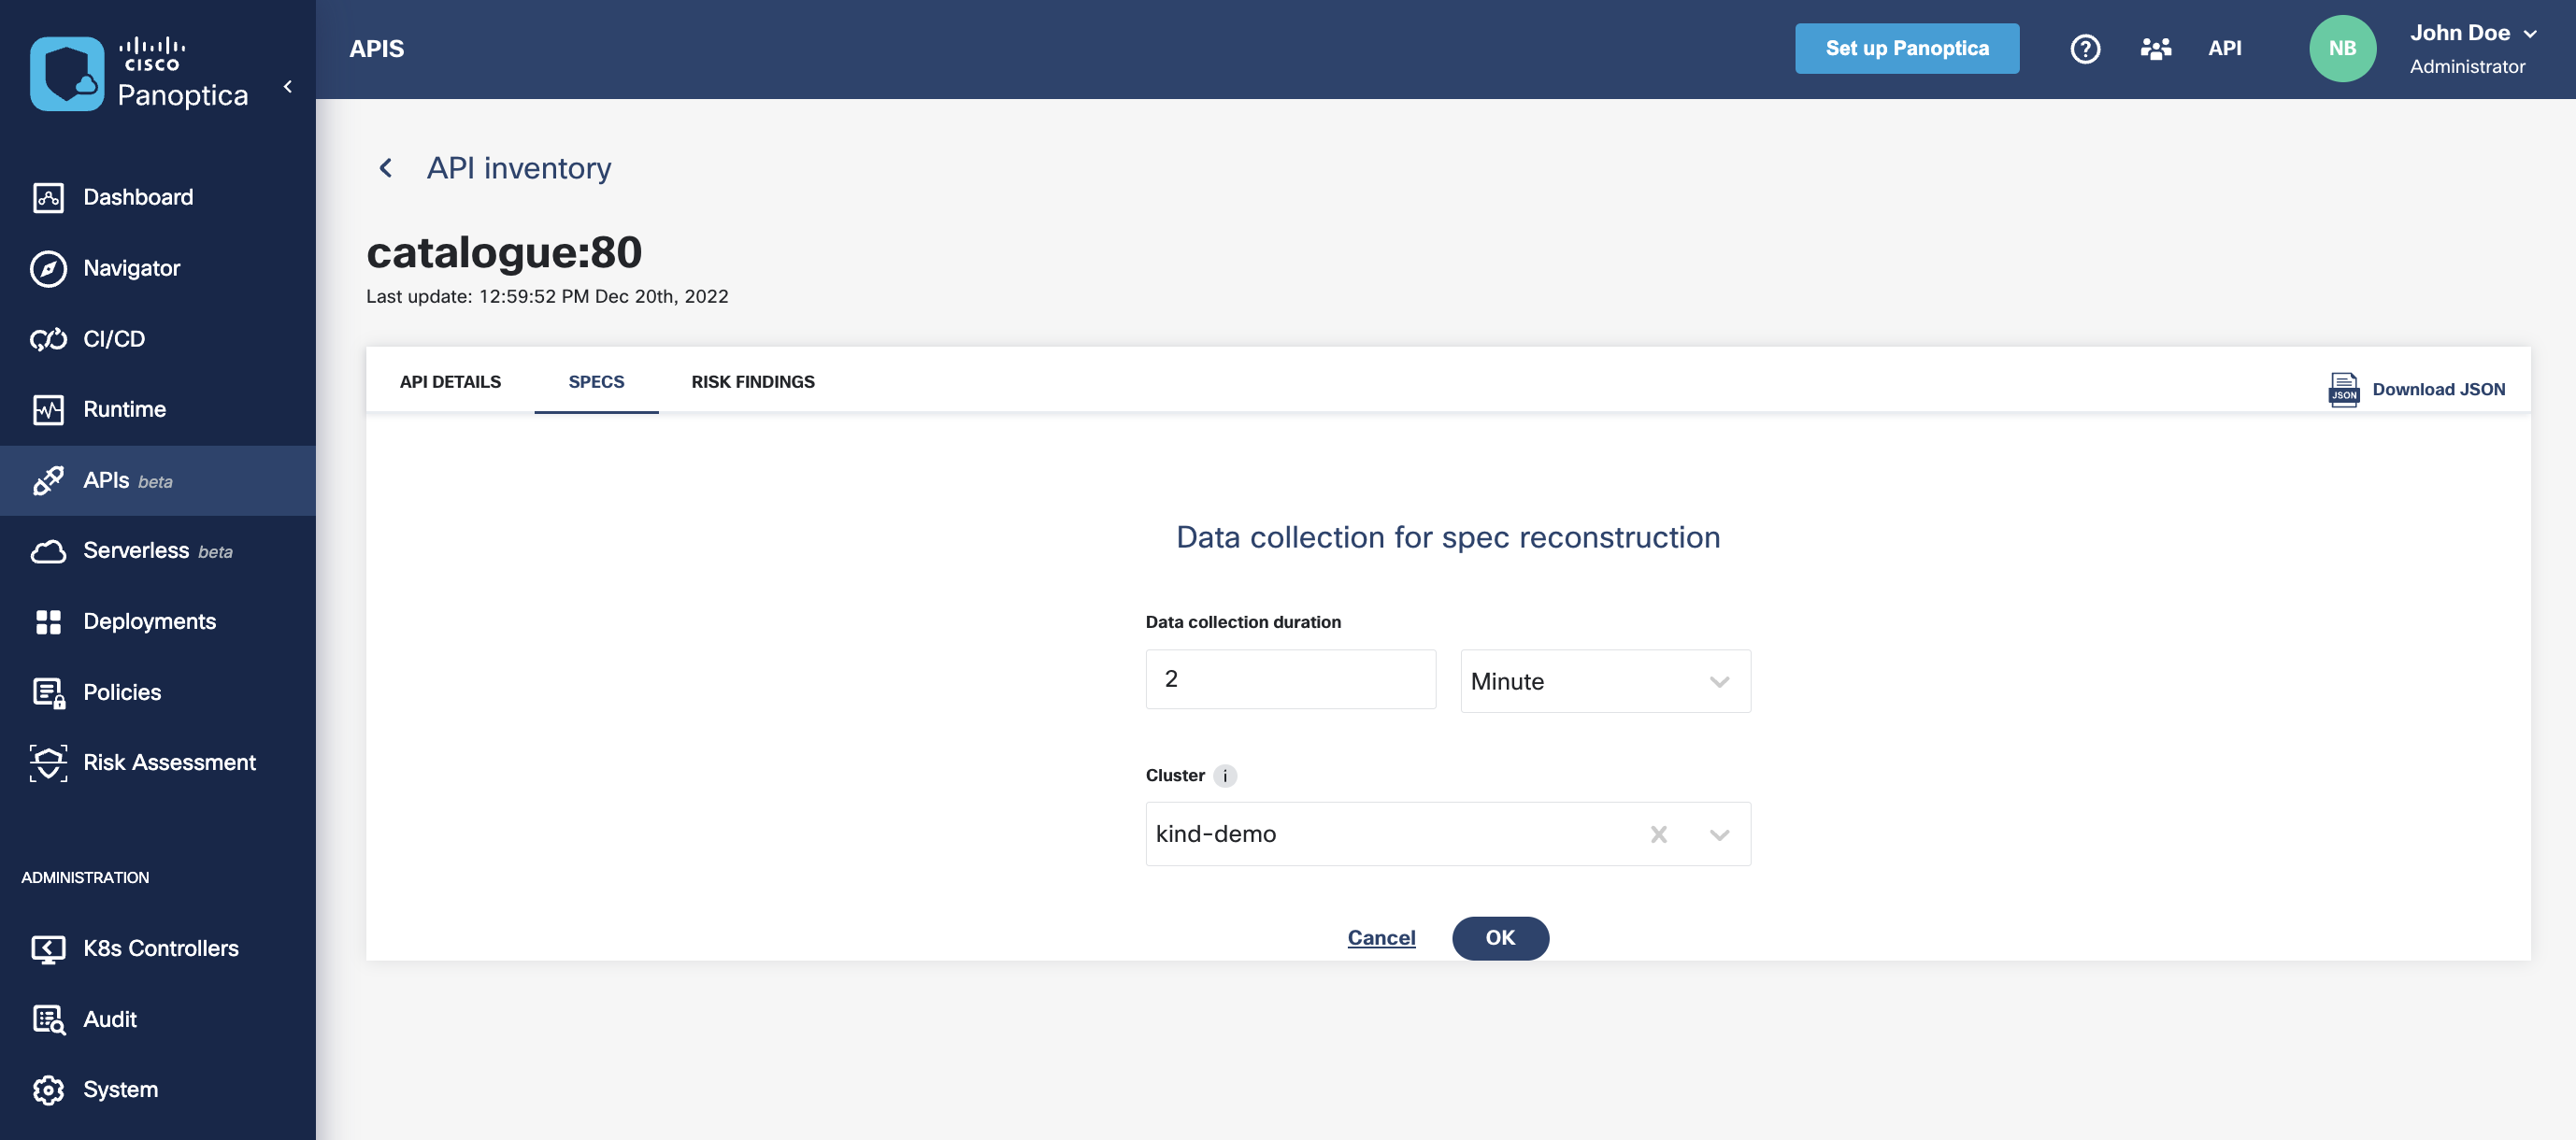 cisco
Panoptica
Dashboard
Navigator
CI/CD
Runtime
APIs beta
Serverless beta
Deployments
Policies
Risk Assessment
ADMINISTRATION
K8s Controllers
Audit
System
APIS
Set up Panoptica
?
API
NB
John Doe
Administrator
API inventory
catalogue:80
Last update: 12:59:52 PM Dec 20th, 2022
API DETAILS
SPECS
RISK FINDINGS
JSON
Download JSON
Data collection for spec reconstruction
Data collection duration
2
Minute
Cluster i
kind-demo
Cancel
OK